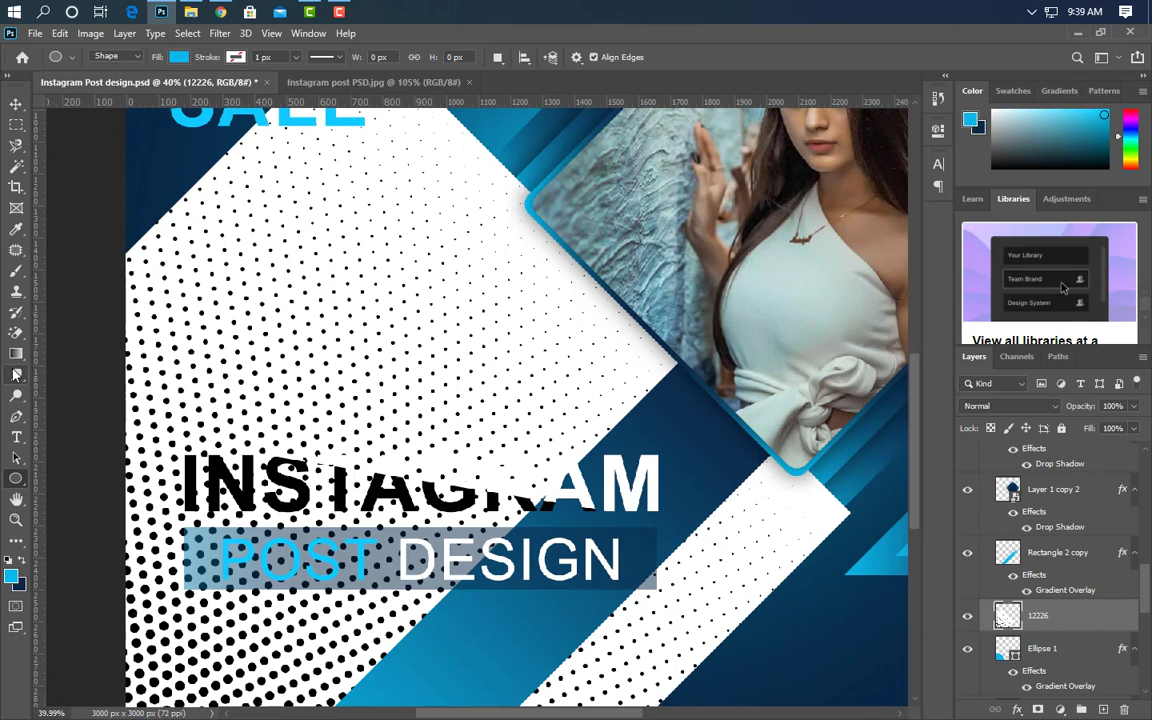 9:39 AM
File Edit Image Layer Type Select Filter 3D View Window Help
Shape Fill: Stroke: 1 px W: 0 px H: 0 px Align Edges
Instagram Post design.psd @ 40% (12226, RGB/8#) * Instagram post PSD.jpg @ 105% (RGB/8#)
Color Swatches Gradients Patterns
Learn Libraries Adjustments
Your Library
Team Brand
Design System
View all libraries at a
Layers Channels Paths
Kind
Normal Opacity: 100%
Lock: Fill: 100%
Effects
Drop Shadow
Layer 1 copy 2 fx
Effects
Drop Shadow
Rectangle 2 copy fx
Effects
Gradient Overlay
12226
Ellipse 1 fx
Effects
Gradient Overlay
SALE
INSTAGRAM
POST DESIGN
39.99% 3000 px x 3000 px (72 ppi)